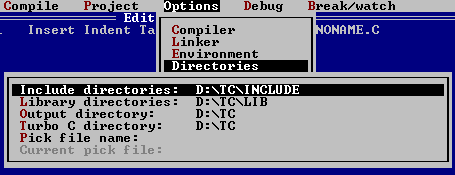 Compile Project Options Debug Break/watch
Edit
Insert Indent Ta NONAME.C
Compiler
Linker
Environment
Directories
Include directories: D:\TC\INCLUDE
Library directories: D:\TC\LIB
Output directory: D:\TC
Turbo C directory: D:\TC
Pick file name:
Current pick file: